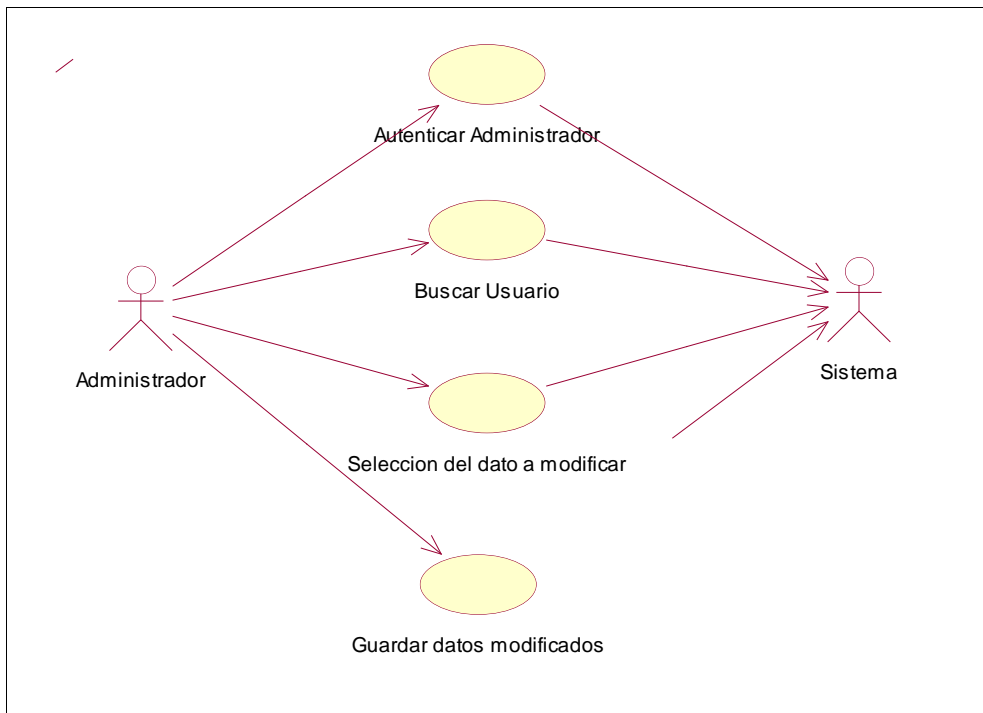 Autenticar Administrador
Buscar Usuario
Administrador
Sistema
Seleccion del dato a modificar
Guardar datos modificados